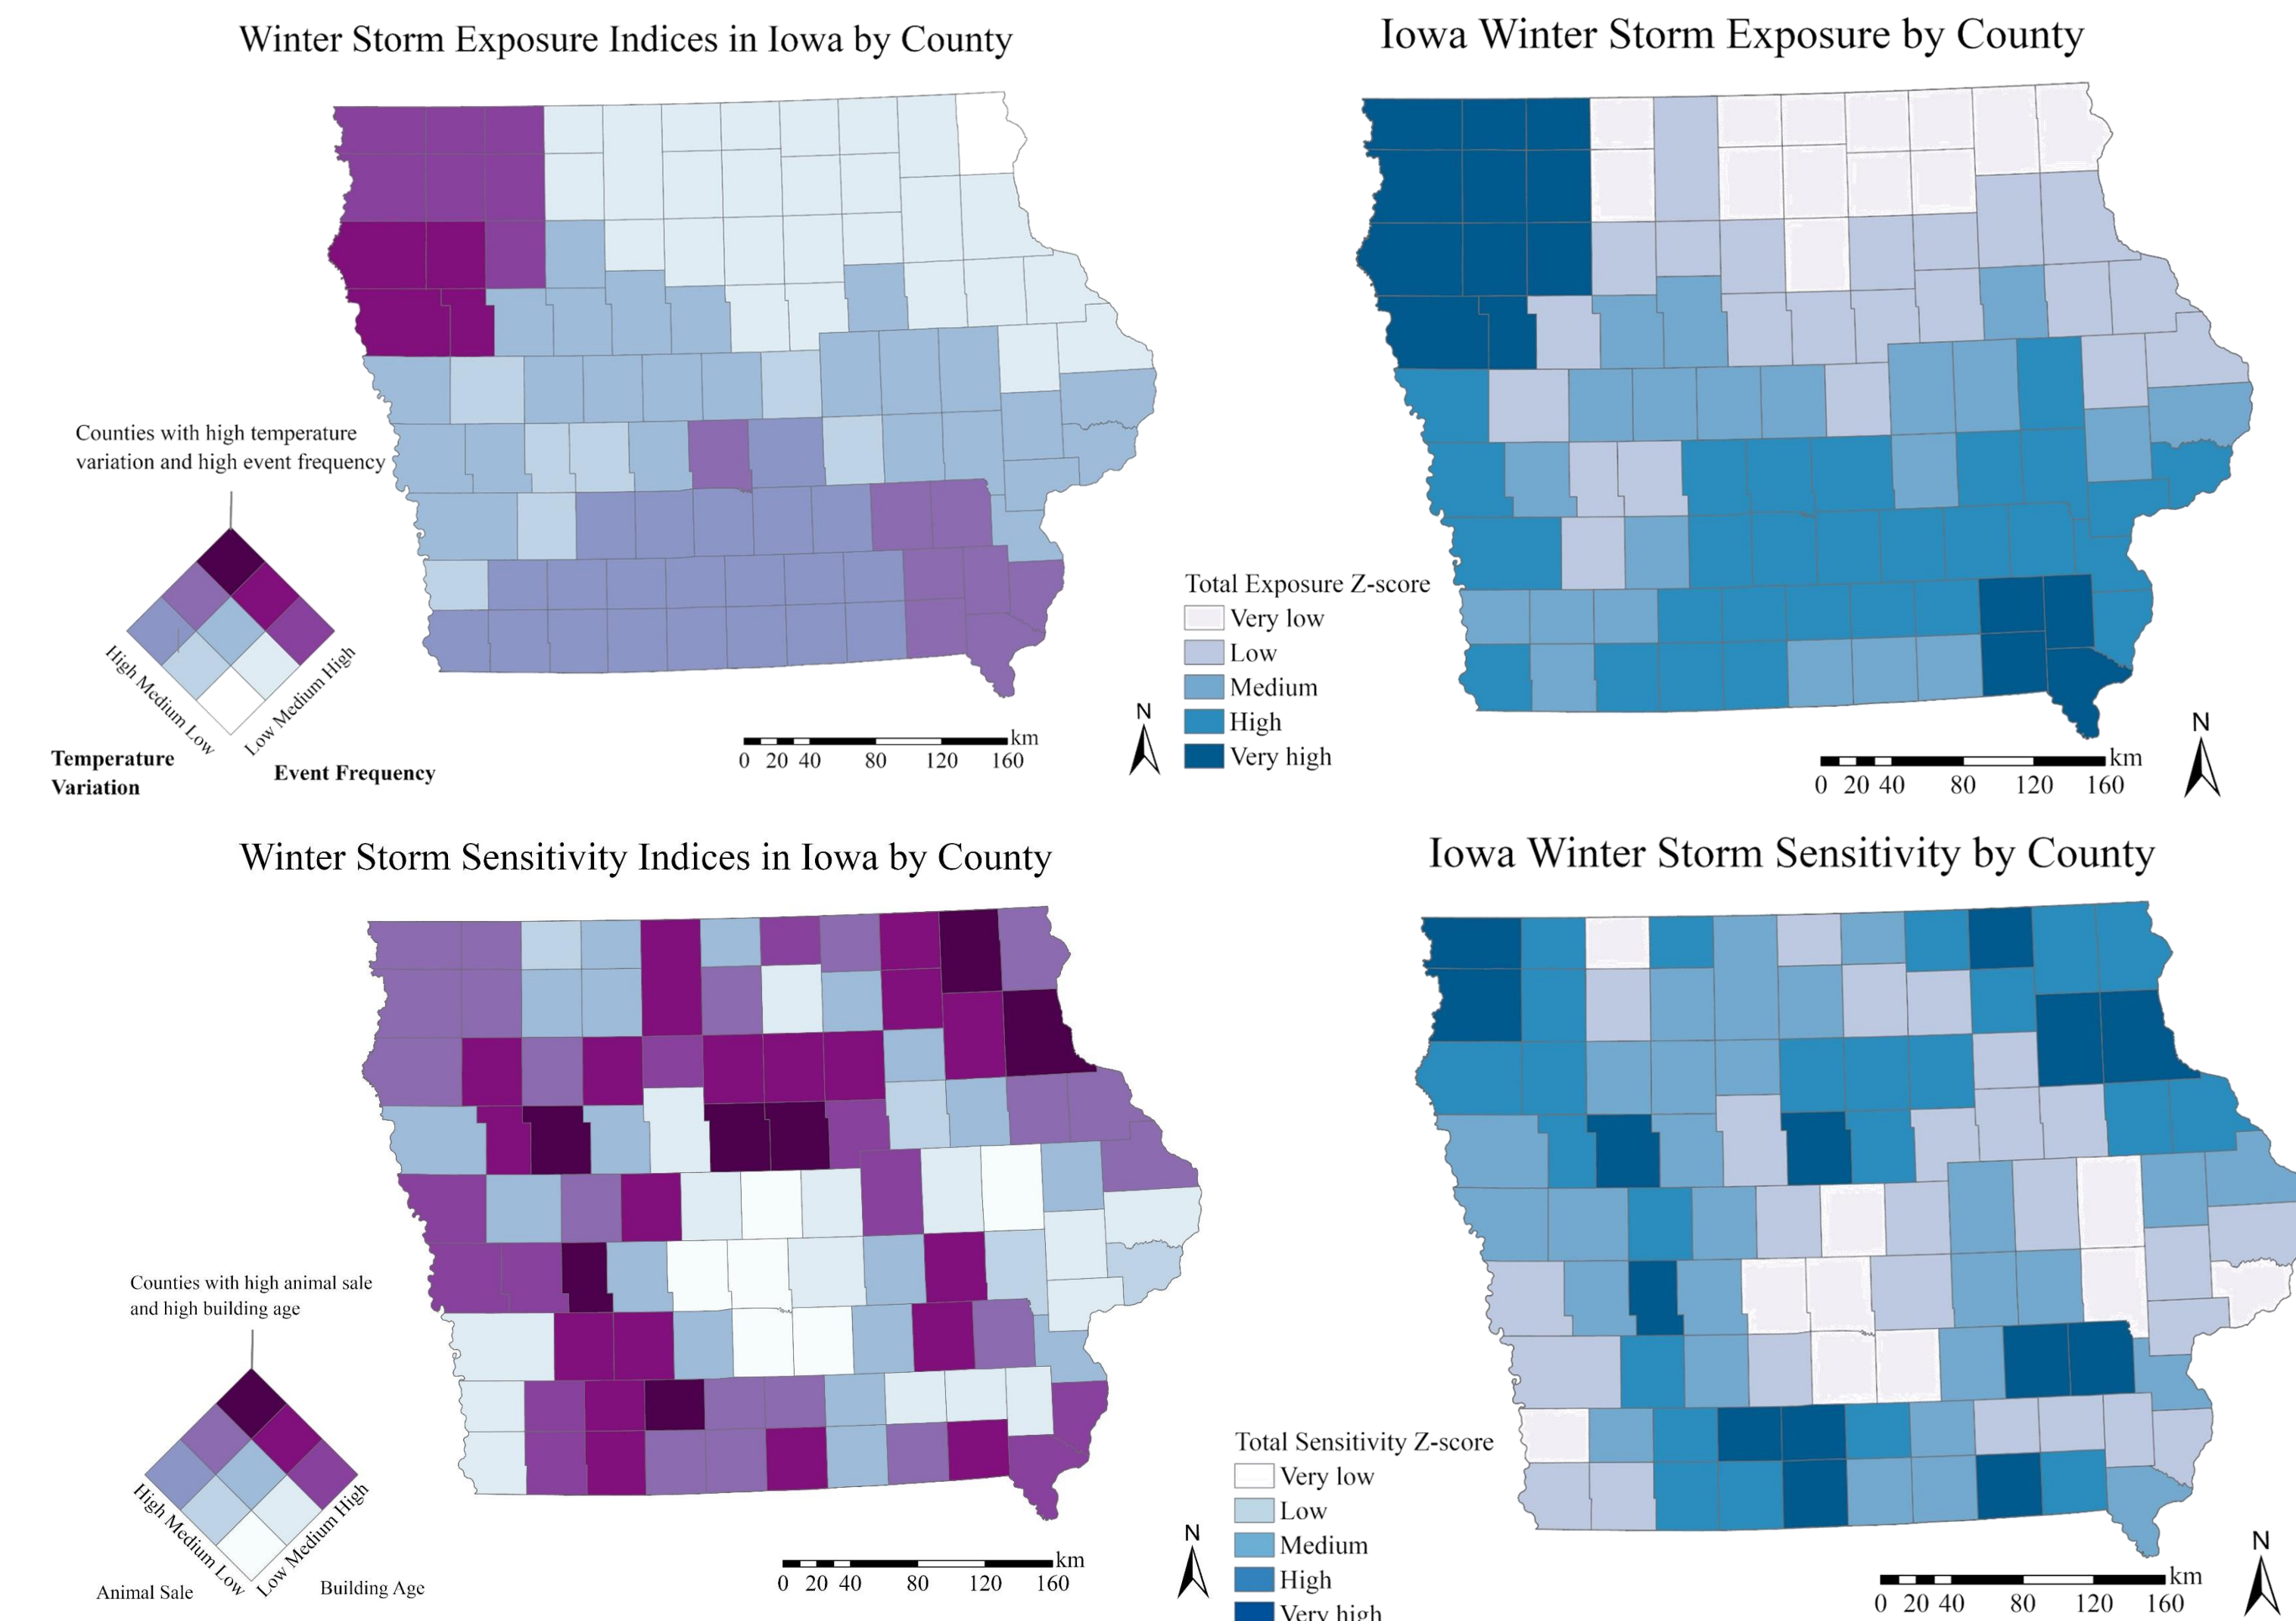 Winter Storm Exposure Indices in Iowa by County
Counties with high temperature
variation and high event frequency
High Medium Low
Low Medium High
Temperature
Variation
Event Frequency
km
0 20 40 80 120 160
N
Iowa Winter Storm Exposure by County
Total Exposure Z-score
Very low
Low
Medium
High
Very high
km
0 20 40 80 120 160
N
Winter Storm Sensitivity Indices in Iowa by County
Counties with high animal sale
and high building age
High Medium Low
Low Medium High
Animal Sale
Building Age
km
0 20 40 80 120 160
N
Iowa Winter Storm Sensitivity by County
Total Sensitivity Z-score
Very low
Low
Medium
High
Very high
km
0 20 40 80 120 160
N